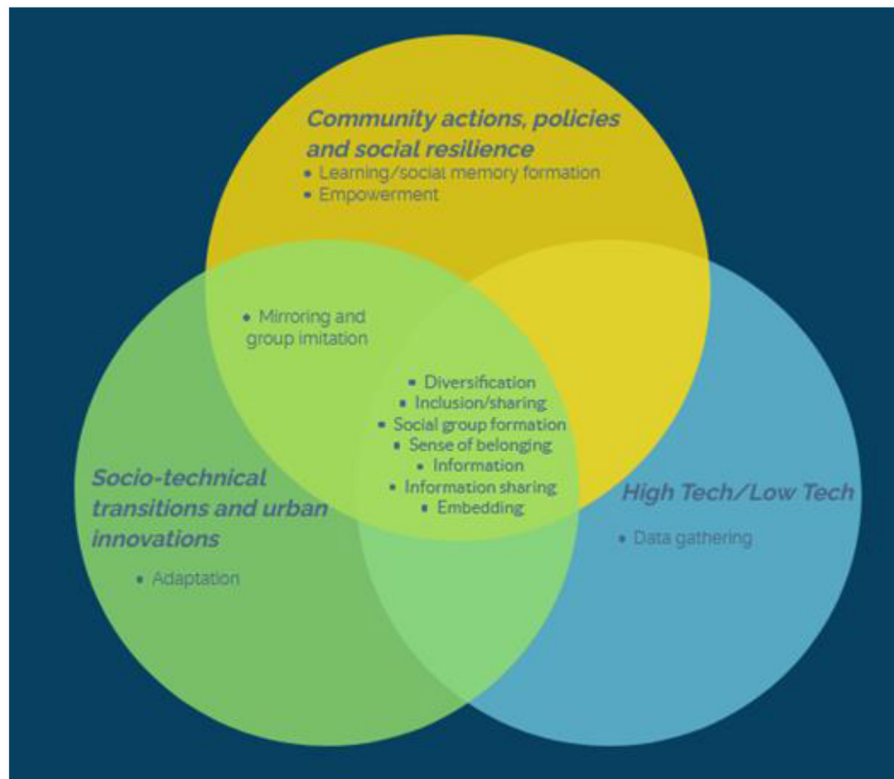 Community actions, policies
and social resilience
• Learning/social memory formation
• Empowerment
• Mirroring and
group imitation
▪ Diversification
▪ Inclusion/sharing
▪ Social group formation
▪ Sense of belonging
▪ Information
▪ Information sharing
▪ Embedding
Socio-technical
transitions and urban
innovations
• Adaptation
High Tech/Low Tech
• Data gathering